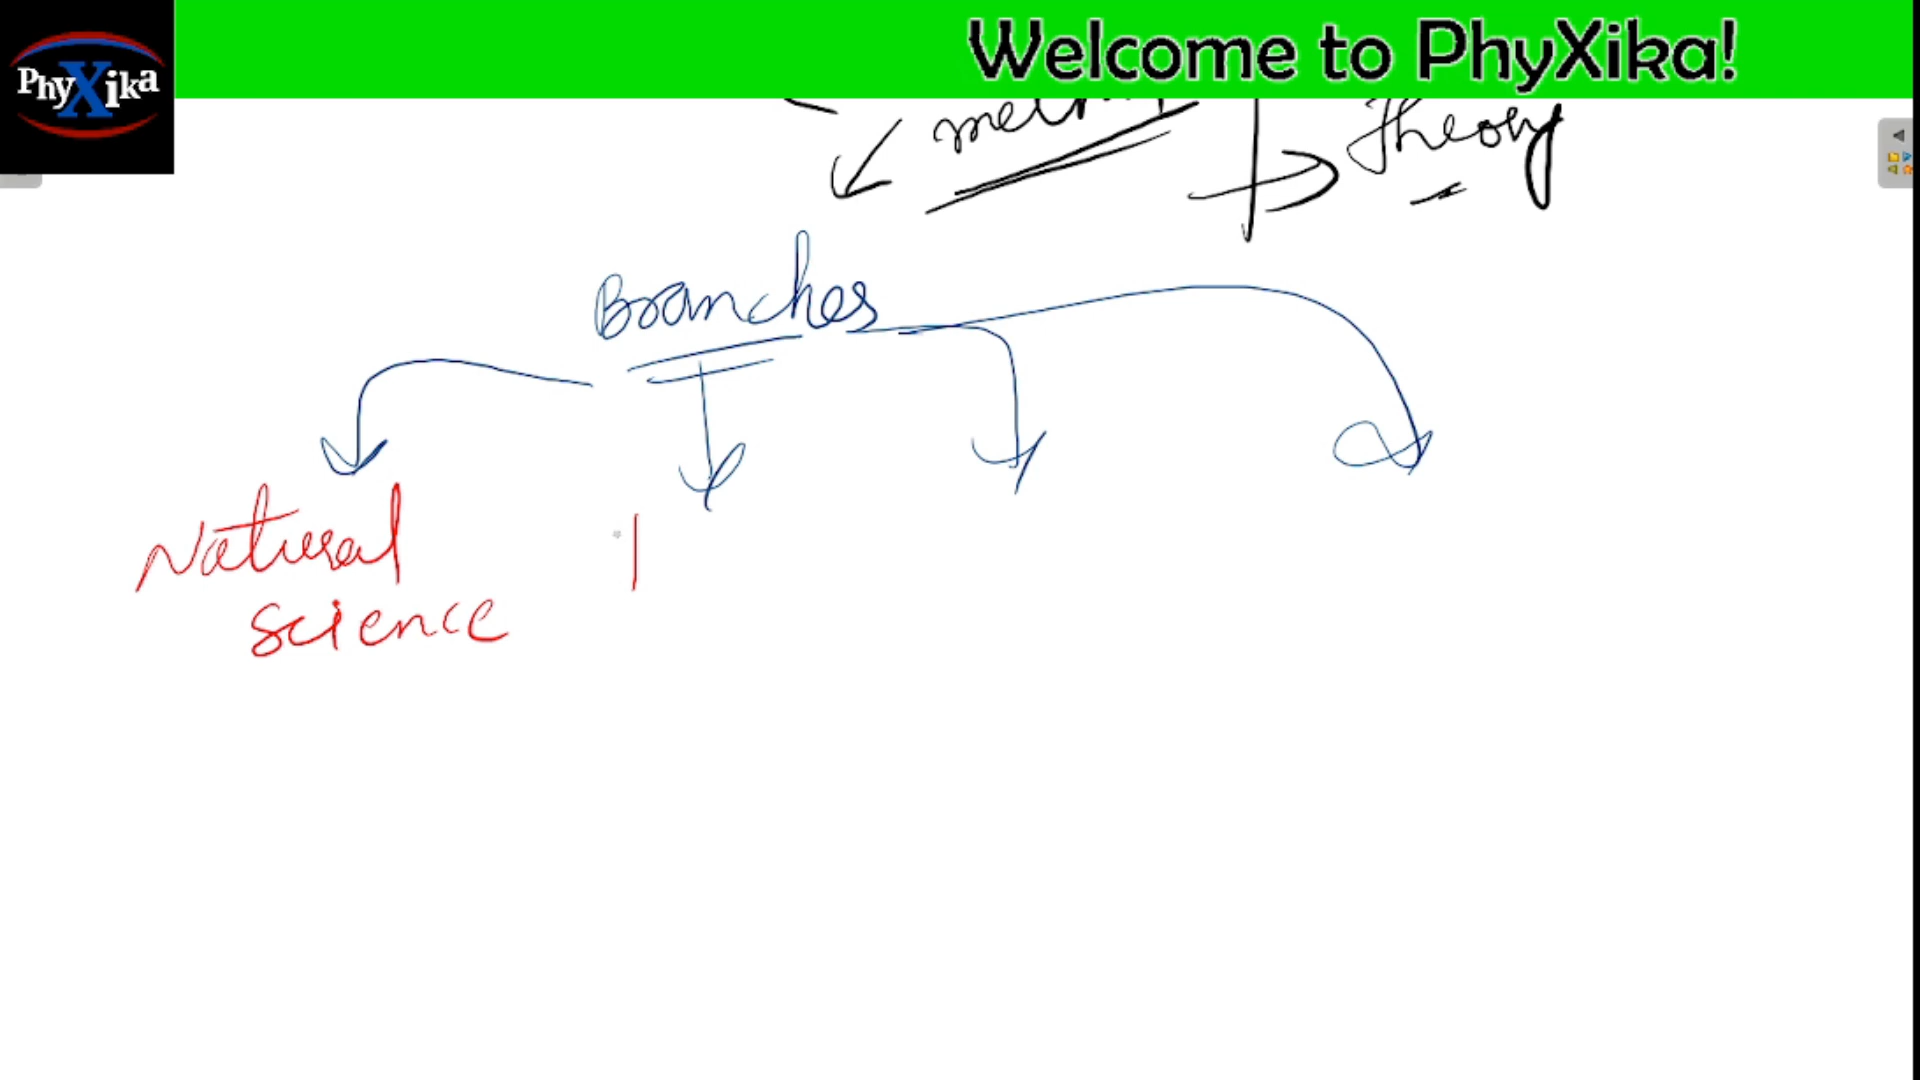 PhyXika
Welcome to PhyXika!
theory
Branches
Natural
science